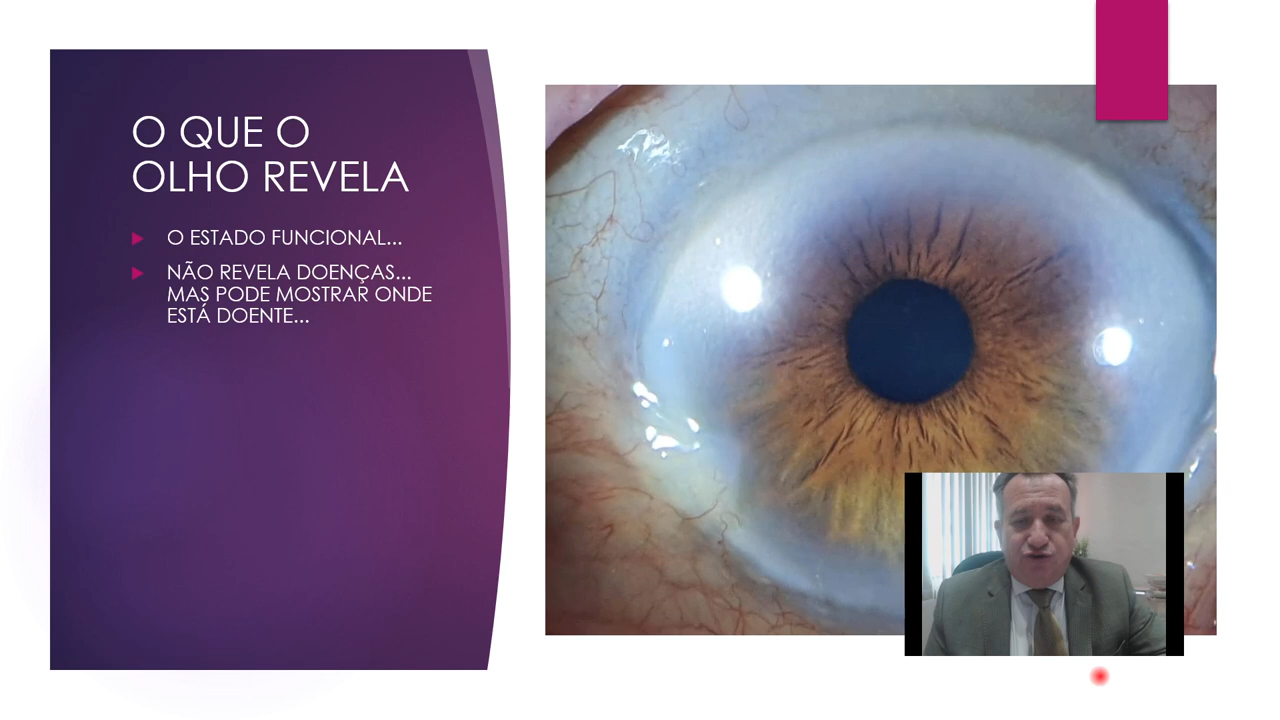 O QUE O
OLHO REVELA
O ESTADO FUNCIONAL...
NÃO REVELA DOENÇAS...
MAS PODE MOSTRAR ONDE
ESTÁ DOENTE...